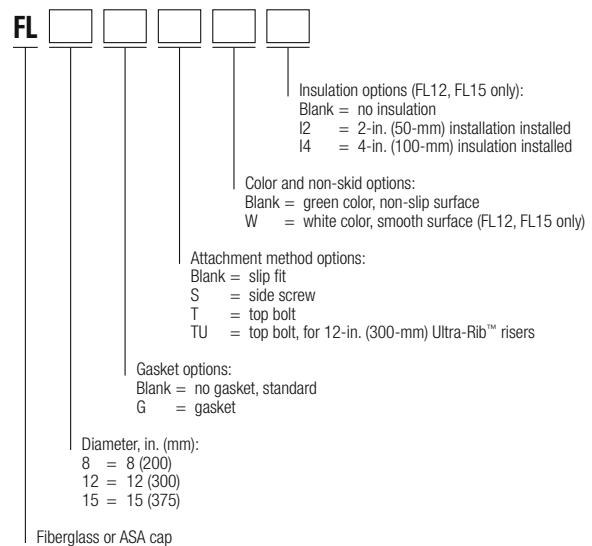 FL
Insulation options (FL12, FL15 only):
Blank = no insulation
I2 = 2-in. (50-mm) installation installed
I4 = 4-in. (100-mm) insulation installed
Color and non-skid options:
Blank = green color, non-slip surface
W = white color, smooth surface (FL12, FL15 only)
Attachment method options:
Blank = slip fit
S = side screw
T = top bolt
TU = top bolt, for 12-in. (300-mm) Ultra-Rib™ risers
Gasket options:
Blank = no gasket, standard
G = gasket
Diameter, in. (mm):
8 = 8 (200)
12 = 12 (300)
15 = 15 (375)
Fiberglass or ASA cap